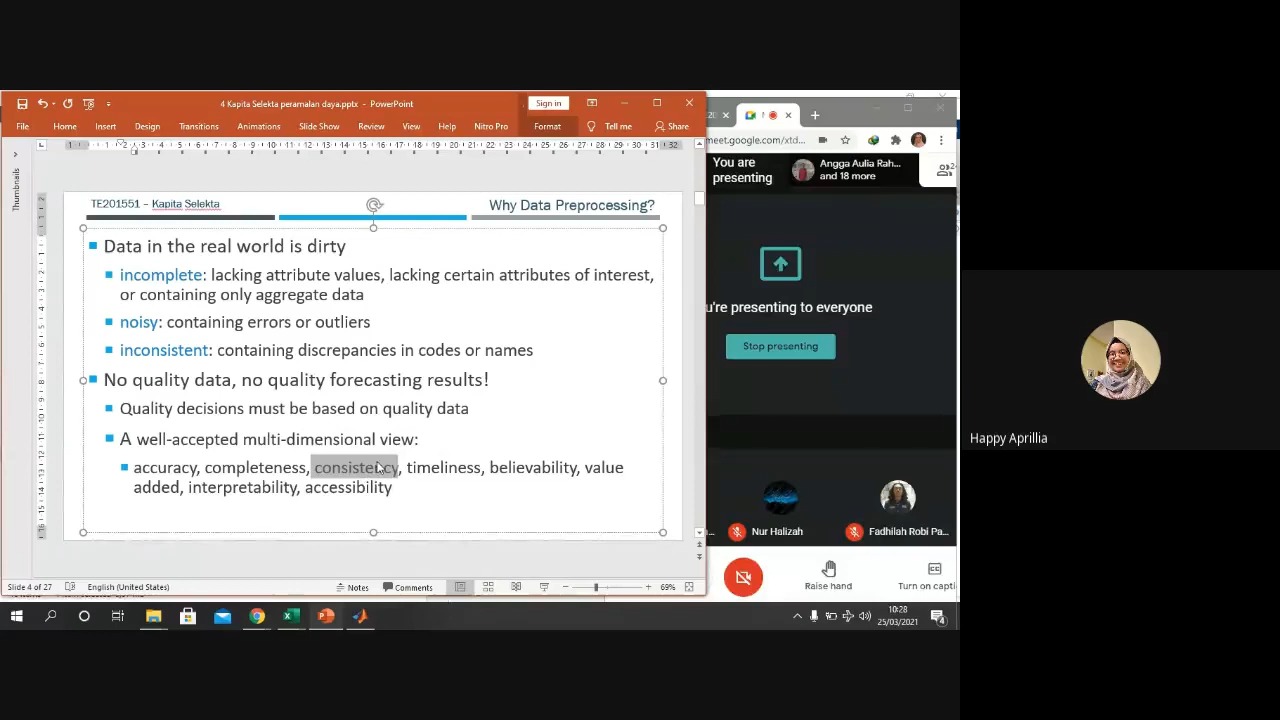 4 Kapita Selekta peramalan daya.pptx - PowerPoint
Sign in
File Home Insert Design Transitions Animations Slide Show Review View Help Nitro Pro Format Tell me Share
Thumbnails
TE201551 – Kapita Selekta
Why Data Preprocessing?
Data in the real world is dirty
incomplete: lacking attribute values, lacking certain attributes of interest,
or containing only aggregate data
noisy: containing errors or outliers
inconsistent: containing discrepancies in codes or names
No quality data, no quality forecasting results!
Quality decisions must be based on quality data
A well-accepted multi-dimensional view:
accuracy, completeness, consistency, timeliness, believability, value
added, interpretability, accessibility
Slide 4 of 27 English (United States) Notes Comments 69%
meet.google.com/xtd...
You are
presenting
Angga Aulia Rah...
and 18 more
u're presenting to everyone
Stop presenting
Nur Halizah
Fadhilah Robi Pa...
Raise hand
Turn on capti
10:28
25/03/2021
4
Happy Aprillia